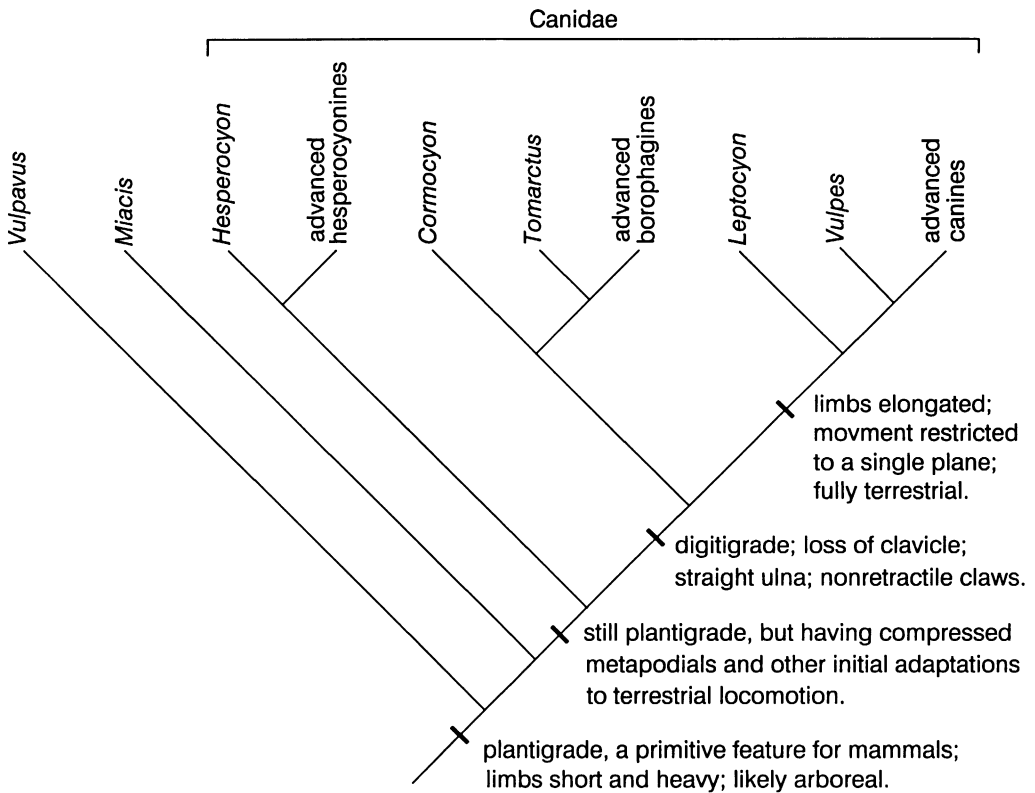 Canidae
Vulpavus
Miacis
Hesperocyon
advanced
hesperocyonines
Cormocyon
Tomarctus
advanced
borophagines
Leptocyon
Vulpes
advanced
canines
limbs elongated;
movment restricted
to a single plane;
fully terrestrial.
digitigrade; loss of clavicle;
straight ulna; nonretractile claws.
still plantigrade, but having compressed
metapodials and other initial adaptations
to terrestrial locomotion.
plantigrade, a primitive feature for mammals;
limbs short and heavy; likely arboreal.